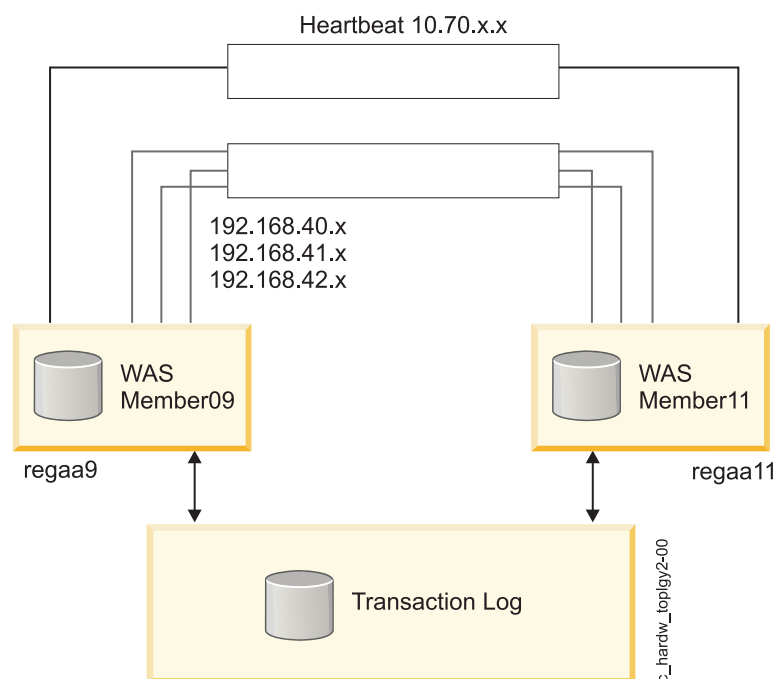 Heartbeat 10.70.x.x
192.168.40.x
192.168.41.x
192.168.42.x
WAS
Member09
WAS
Member11
regaa9
regaa11
Transaction Log
c_hardw_toplgy2-00